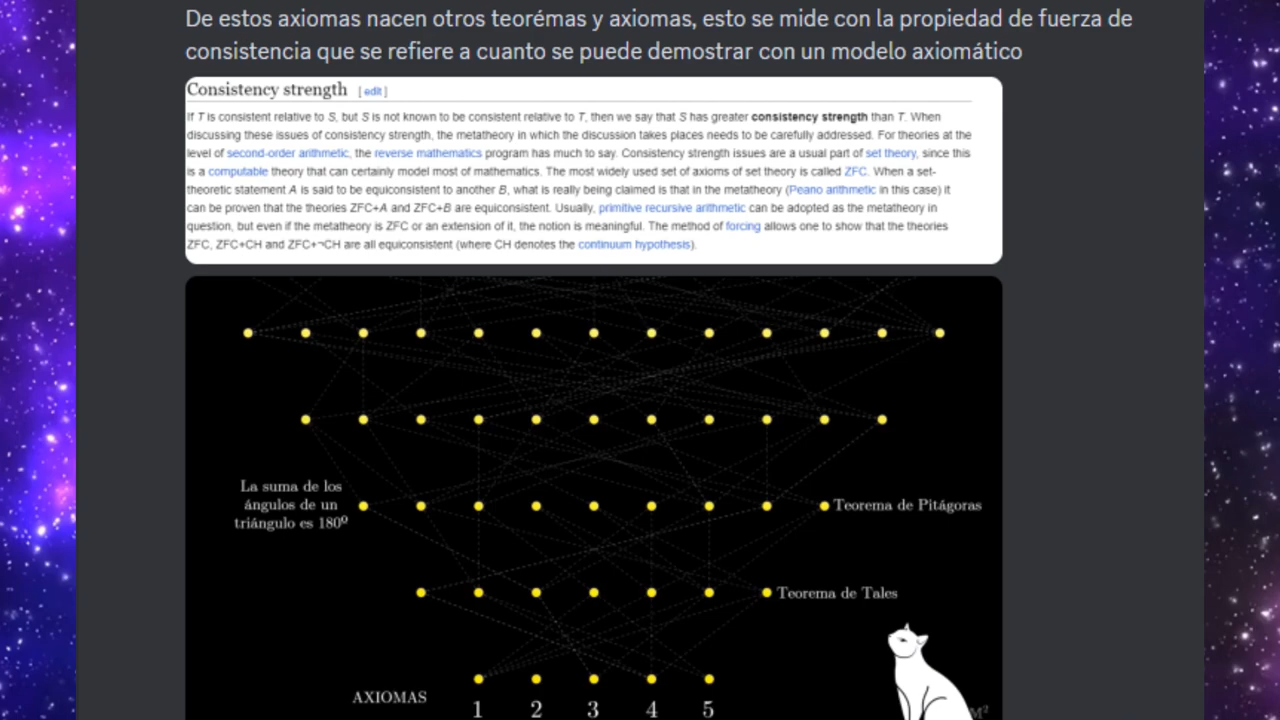 De estos axiomas nacen otros teorémas y axiomas, esto se mide con la propiedad de fuerza de
consistencia que se refiere a cuanto se puede demostrar con un modelo axiomático
Consistency strength [ edit ]
If T is consistent relative to S, but S is not known to be consistent relative to T, then we say that S has greater consistency strength than T. When
discussing these issues of consistency strength, the metatheory in which the discussion takes places needs to be carefully addressed. For theories at the
level of second-order arithmetic, the reverse mathematics program has much to say. Consistency strength issues are a usual part of set theory, since this
is a computable theory that can certainly model most of mathematics. The most widely used set of axioms of set theory is called ZFC. When a set-
theoretic statement A is said to be equiconsistent to another B, what is really being claimed is that in the metatheory (Peano arithmetic in this case) it
can be proven that the theories ZFC+A and ZFC+B are equiconsistent. Usually, primitive recursive arithmetic can be adopted as the metatheory in
question, but even if the metatheory is ZFC or an extension of it, the notion is meaningful. The method of forcing allows one to show that the theories
ZFC, ZFC+CH and ZFC+¬CH are all equiconsistent (where CH denotes the continuum hypothesis).
La suma de los
ángulos de un
triángulo es 180º
Teorema de Pitágoras
Teorema de Tales
AXIOMAS
1 2 3 4 5
M²